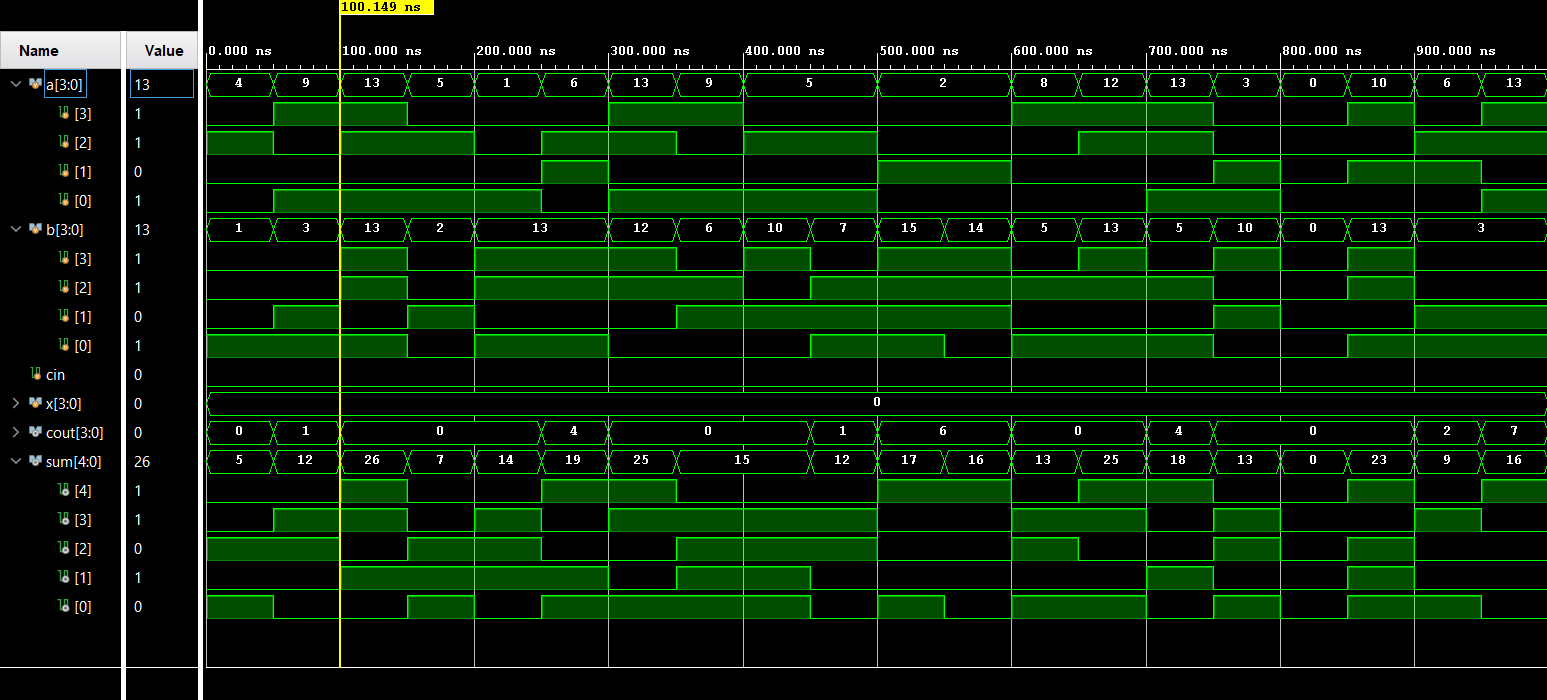 100.149 ns
Name Value
0.000 ns 100.000 ns 200.000 ns 300.000 ns 400.000 ns 500.000 ns 600.000 ns 700.000 ns 800.000 ns 900.000 ns
a[3:0] 13 4 9 13 5 1 6 13 9 5 2 8 12 13 3 0 10 6 13
[3] 1
[2] 1
[1] 0
[0] 1
b[3:0] 13 1 3 13 2 13 12 6 10 7 15 14 5 13 5 10 0 13 3
[3] 1
[2] 1
[1] 0
[0] 1
cin 0
x[3:0] 0 0
cout[3:0] 0 0 1 0 4 0 1 6 0 4 0 2 7
sum[4:0] 26 5 12 26 7 14 19 25 15 12 17 16 13 25 18 13 0 23 9 16
[4] 1
[3] 1
[2] 0
[1] 1
[0] 0